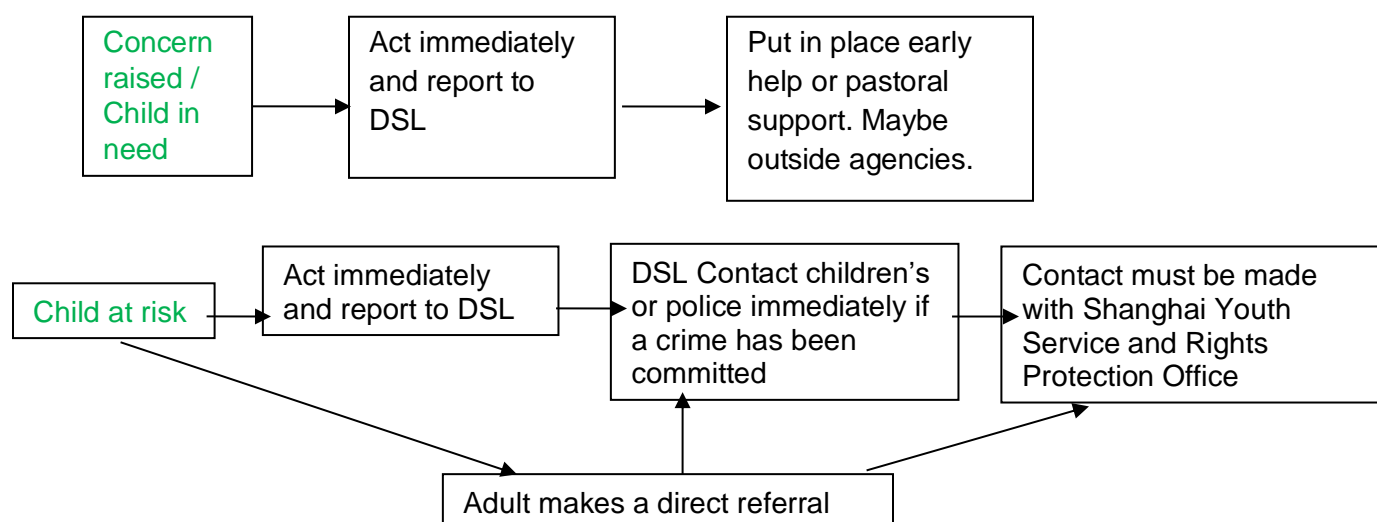 Concern
raised /
Child in
need
Act immediately
and report to
DSL
Put in place early
help or pastoral
support. Maybe
outside agencies.
Child at risk
Act immediately
and report to DSL
DSL Contact children’s
or police immediately if
a crime has been
committed
Contact must be made
with Shanghai Youth
Service and Rights
Protection Office
Adult makes a direct referral